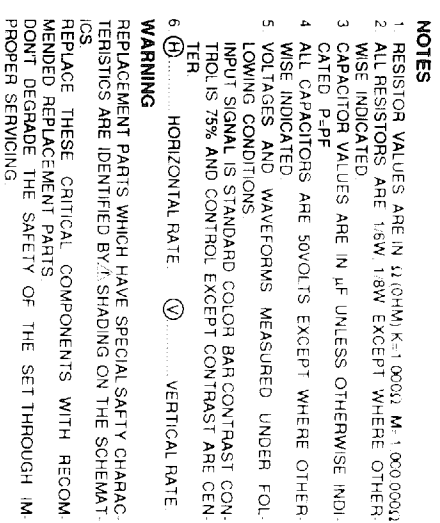 NOTES
1. RESISTOR VALUES ARE IN Ω (OHM) K=1 000Ω M=1 000,000Ω
2. ALL RESISTORS ARE 1/6W, 1/8W EXCEPT WHERE OTHER-
WISE INDICATED.
3 CAPACITOR VALUES ARE IN µF UNLESS OTHERWISE INDI-
CATED P=PF
4 ALL CAPACITORS ARE 50VOLTS EXCEPT WHERE OTHER-
WISE INDICATED
5. VOLTAGES AND WAVEFORMS MEASURED UNDER FOL-
LOWING CONDITIONS.
INPUT SIGNAL IS STANDARD COLOR BAR CONTRAST CON-
TROL IS 75% AND CONTROL EXCEPT CONTRAST ARE CEN-
TER
6 (H)......... HORIZONTAL RATE. (V)......... VERTICAL RATE
WARNING
REPLACEMENT PARTS WHICH HAVE SPECIAL SAFTY CHARAC-
TERISTICS ARE IDENTIFIED BY ⚠ SHADING ON THE SCHEMAT-
ICS.
REPLACE THESE CRITICAL COMPONENTS WITH RECOM-
MENDED REPLACEMENT PARTS.
DON'T DEGRADE THE SAFETY OF THE SET THROUGH IM-
PROPER SERVICING.